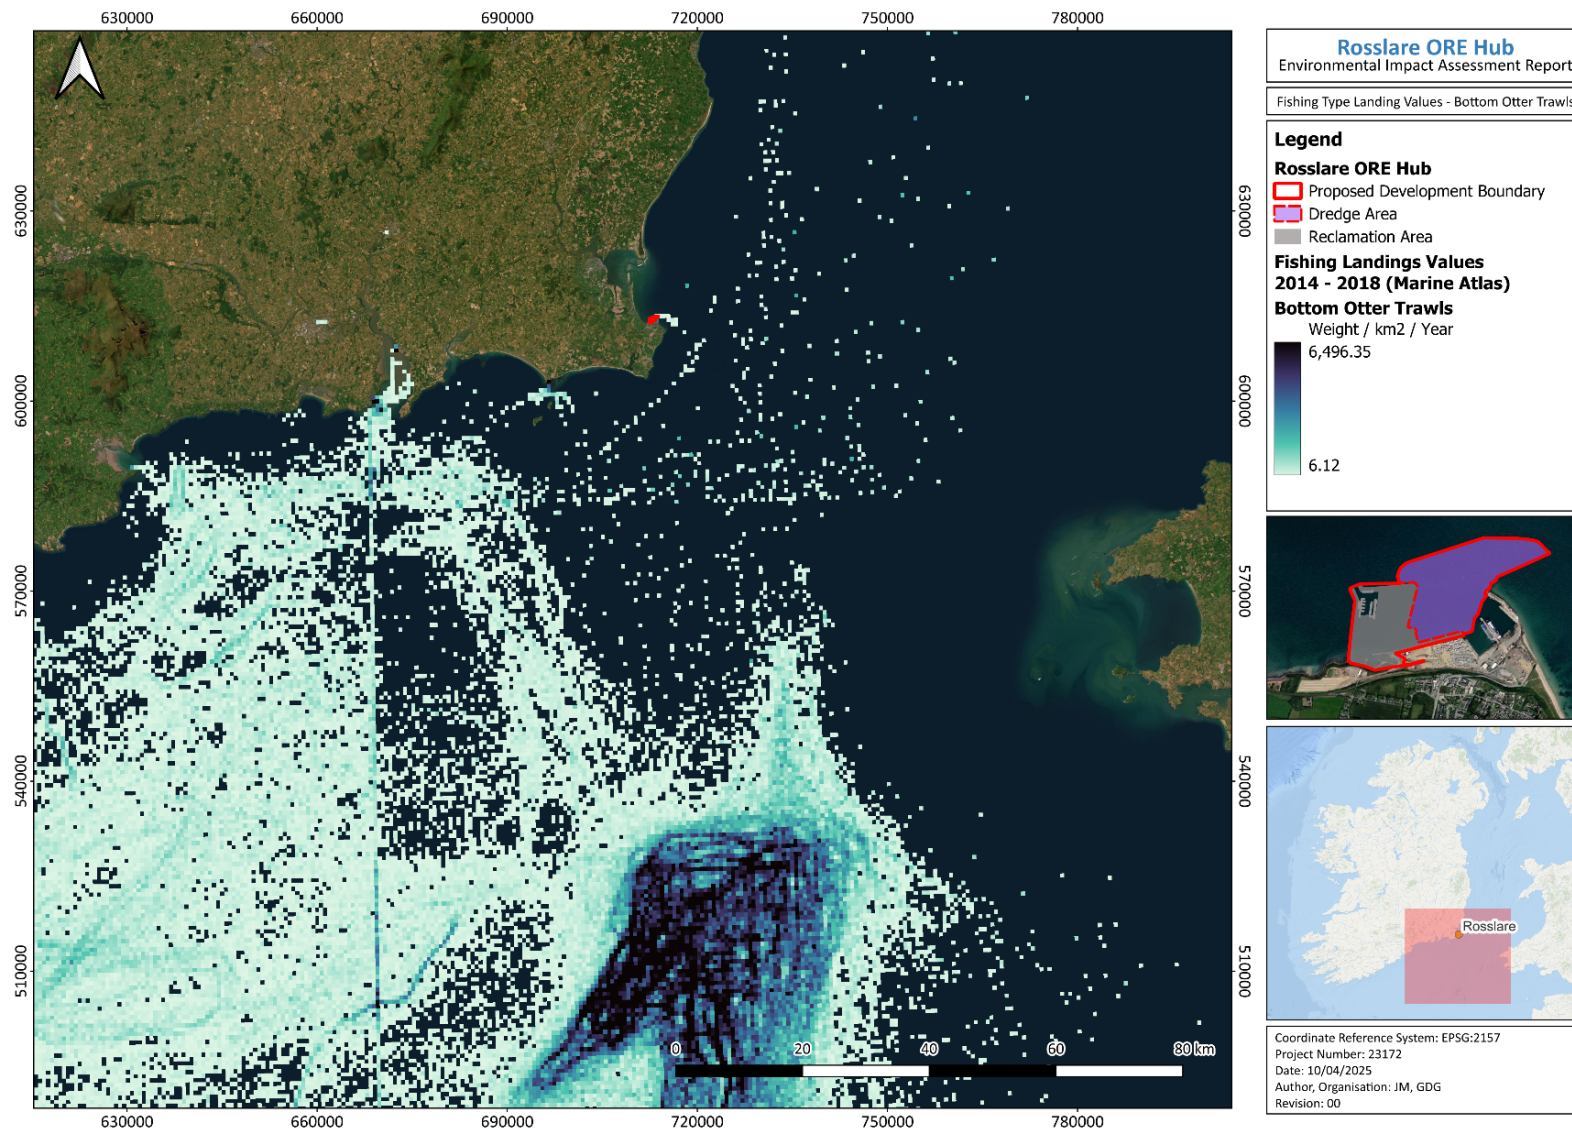 630000 660000 690000 720000 750000 780000
630000
600000
570000
540000
510000
630000
600000
570000
540000
510000
0 20 40 60 80 km
630000 660000 690000 720000 750000 780000
Rosslare ORE Hub
Environmental Impact Assessment Report
Fishing Type Landing Values - Bottom Otter Trawls
Legend
Rosslare ORE Hub
Proposed Development Boundary
Dredge Area
Reclamation Area
Fishing Landings Values
2014 - 2018 (Marine Atlas)
Bottom Otter Trawls
Weight / km2 / Year
6,496.35
6.12
Rosslare
Coordinate Reference System: EPSG:2157
Project Number: 23172
Date: 10/04/2025
Author, Organisation: JM, GDG
Revision: 00